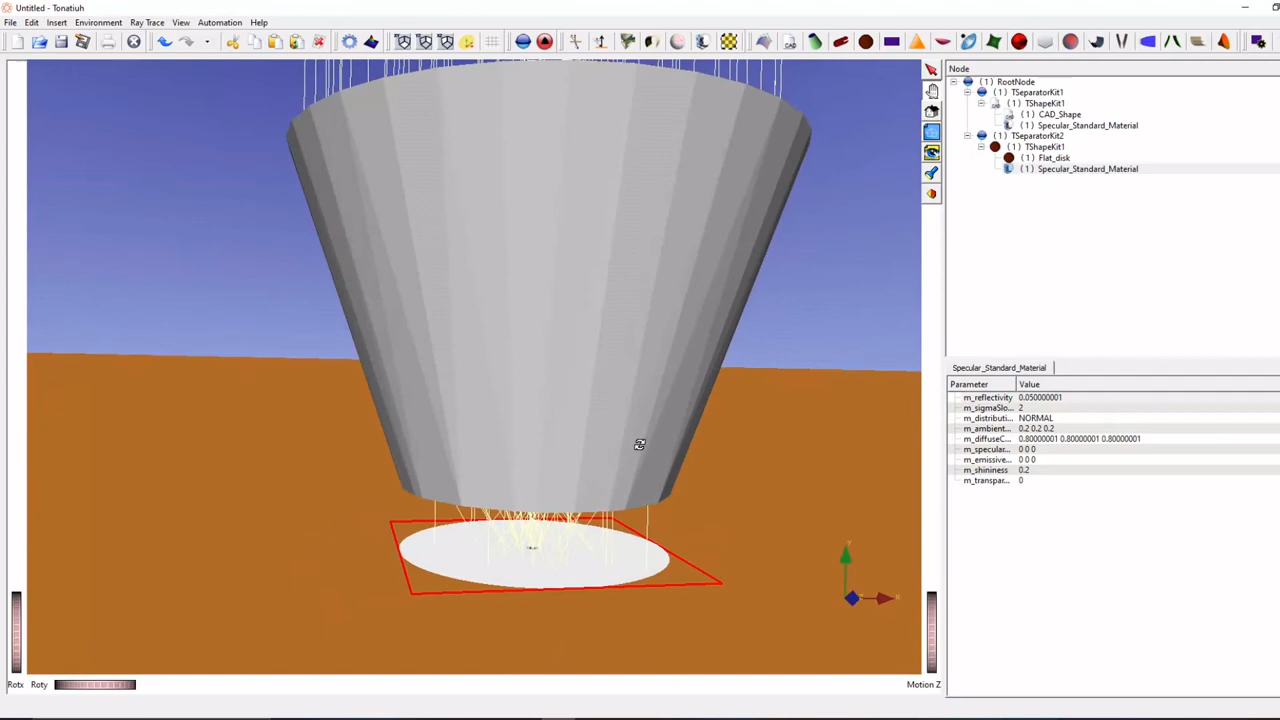 Untitled - Tonatiuh
File Edit Insert Environment Ray Trace View Automation Help
Node
(1) RootNode
(1) TSeparatorKit1
(1) TShapeKit1
(1) CAD_Shape
(1) Specular_Standard_Material
(1) TSeparatorKit2
(1) TShapeKit1
(1) Flat_disk
(1) Specular_Standard_Material
Specular_Standard_Material
Parameter Value
m_reflectivity 0.050000001
m_sigmaSlo... 2
m_distributi... NORMAL
m_ambient... 0.2 0.2 0.2
m_diffuseC... 0.80000001 0.80000001 0.80000001
m_specular... 0 0 0
m_emissive... 0 0 0
m_shininess 0.2
m_transpar... 0
Rotx Roty Motion Z